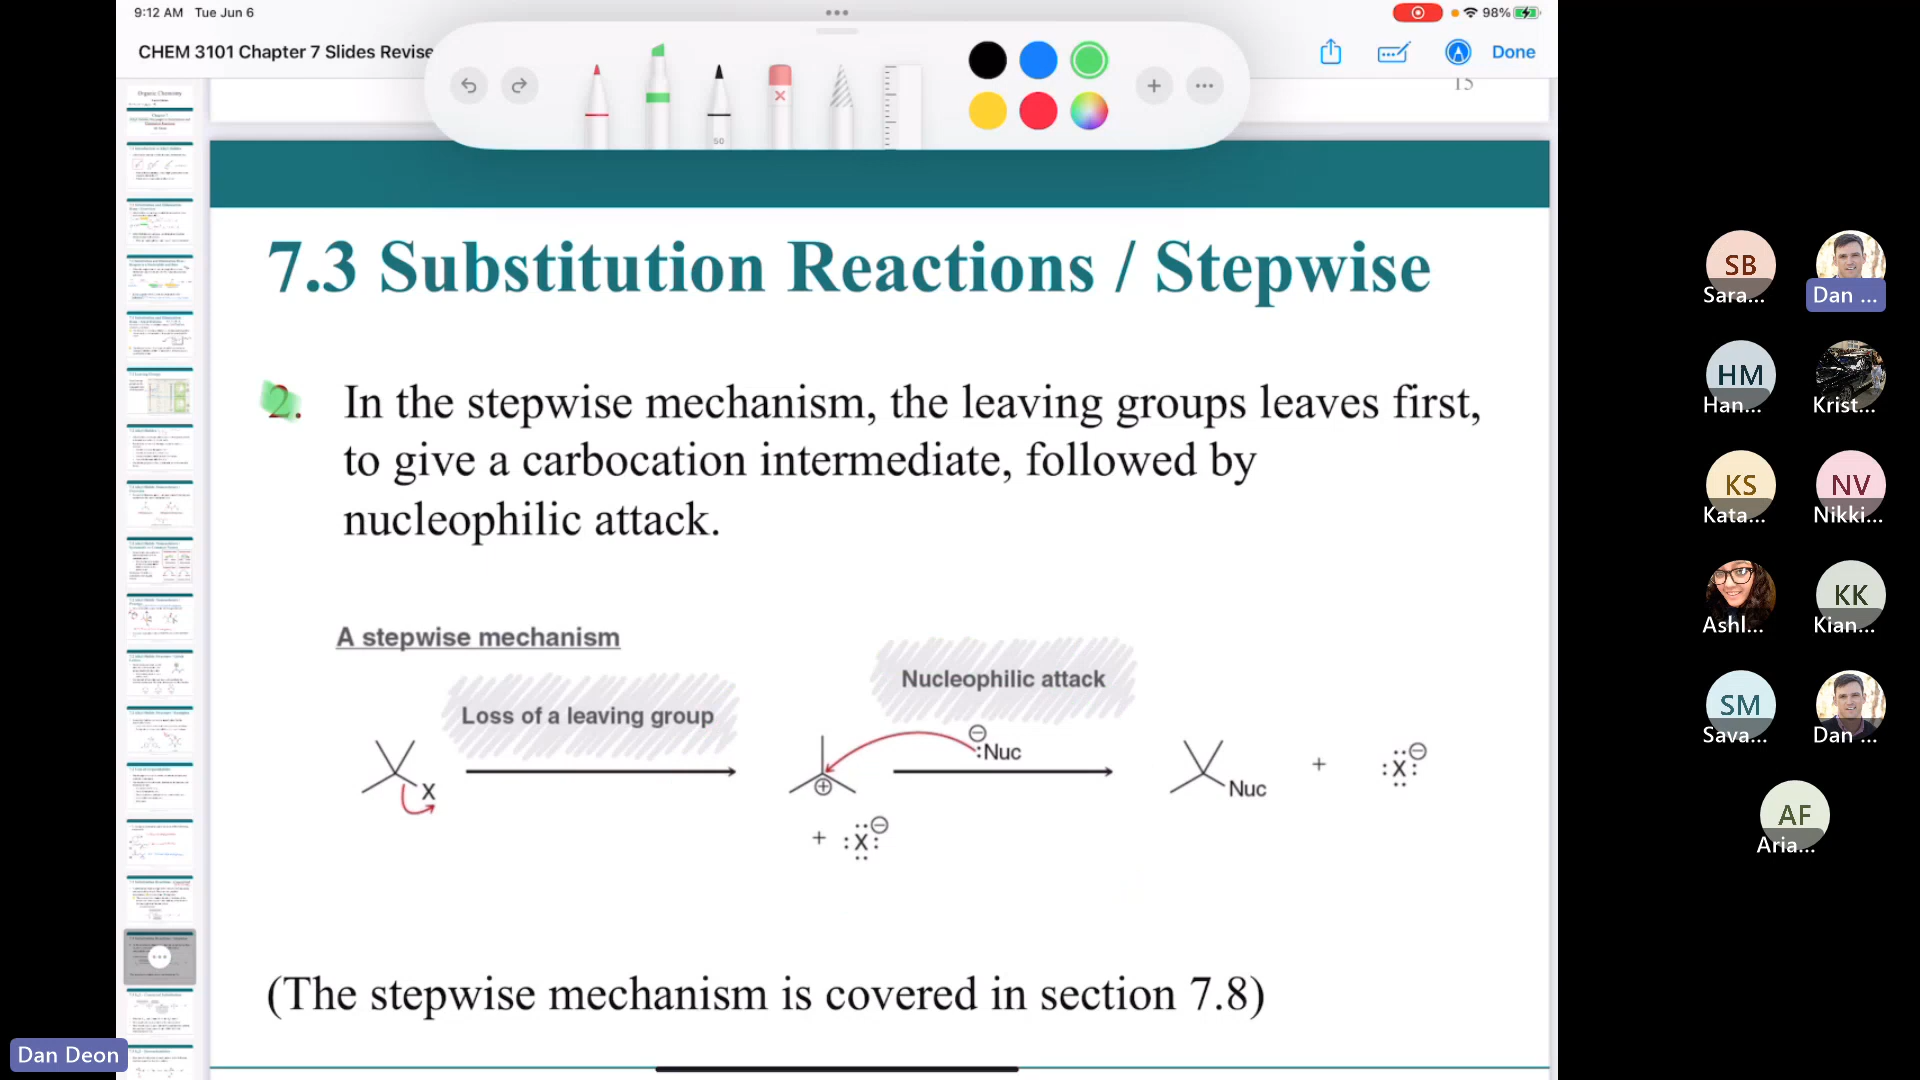 9:12 AM Tue Jun 6
98%
CHEM 3101 Chapter 7 Slides Revise
50
Done
15
7.3 Substitution Reactions / Stepwise
2. In the stepwise mechanism, the leaving groups leaves first,
to give a carbocation intermediate, followed by
nucleophilic attack.
A stepwise mechanism
Loss of a leaving group
Nucleophilic attack
X
⊕
⊖
:Nuc
+ :X: ⊖
Nuc
+ :X: ⊖
(The stepwise mechanism is covered in section 7.8)
SB
Sara...
Dan ...
HM
Han...
Krist...
KS
Kata...
NV
Nikki...
Ashl...
KK
Kian...
SM
Sava...
Dan ...
AF
Aria...
Dan Deon